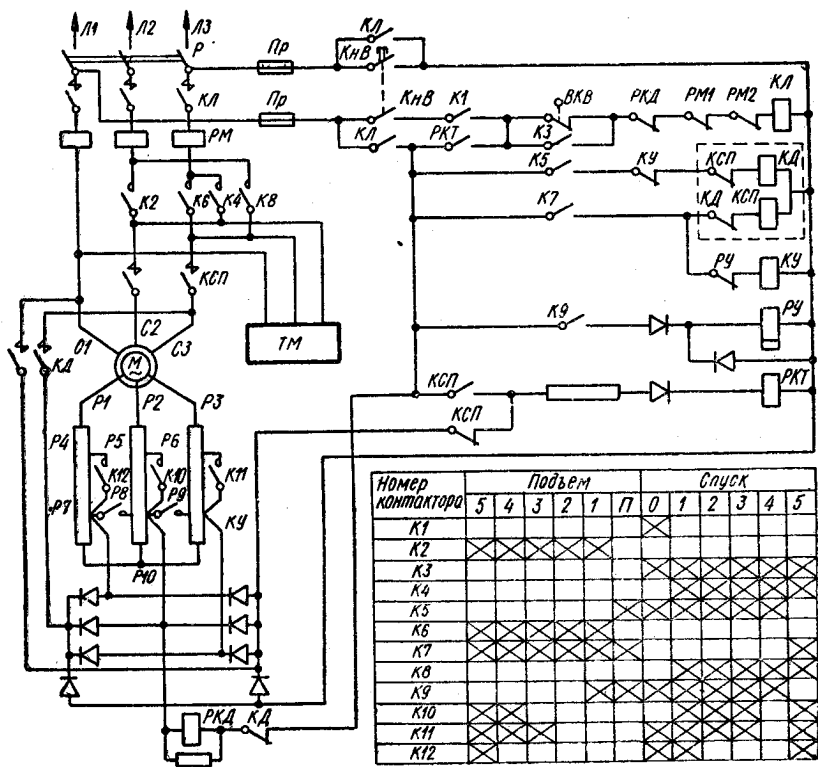 Л1 Л2 Л3
Р
Пр
КЛ
КнВ
КЛ
Пр
КнВ
К1
ВКВ
РКД
РМ1
РМ2
КЛ
РМ
КЛ
РКТ
К3
К2
К6
К4
К8
К5
КУ
КСП
КД
К7
КД
КСП
РУ
КУ
КСП
С2
01
С3
ТМ
К9
РУ
КД
М
~
Р1
Р2
Р3
КСП
РКТ
КСП
Р4
Р5
Р6
К12
К10
К11
Р8
Р9
Р7
КУ
Р10
РКД
КД
Номер контактора Подъем Спуск
5 4 3 2 1 П 0 1 2 3 4 5
К1
К2
К3
К4
К5
К6
К7
К8
К9
К10
К11
К12